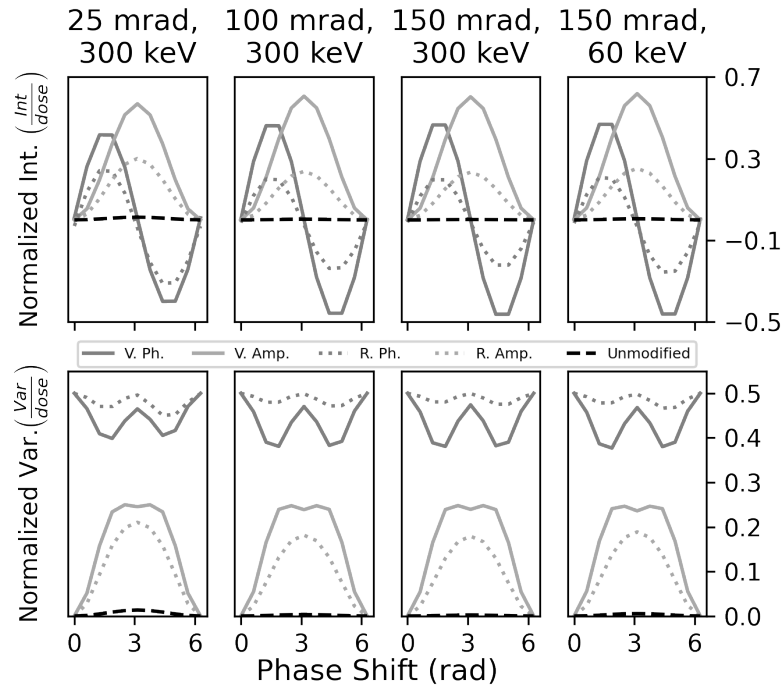 25 mrad, 100 mrad, 150 mrad, 150 mrad,
300 keV 300 keV 300 keV 60 keV
Normalized Int. (Int/dose)
0.7
0.3
−0.1
−0.5
V. Ph. V. Amp. R. Ph. R. Amp. Unmodified
Normalized Var. (Var/dose)
0.5
0.4
0.3
0.2
0.1
0.0
0 3 6 0 3 6 0 3 6 0 3 6
Phase Shift (rad)